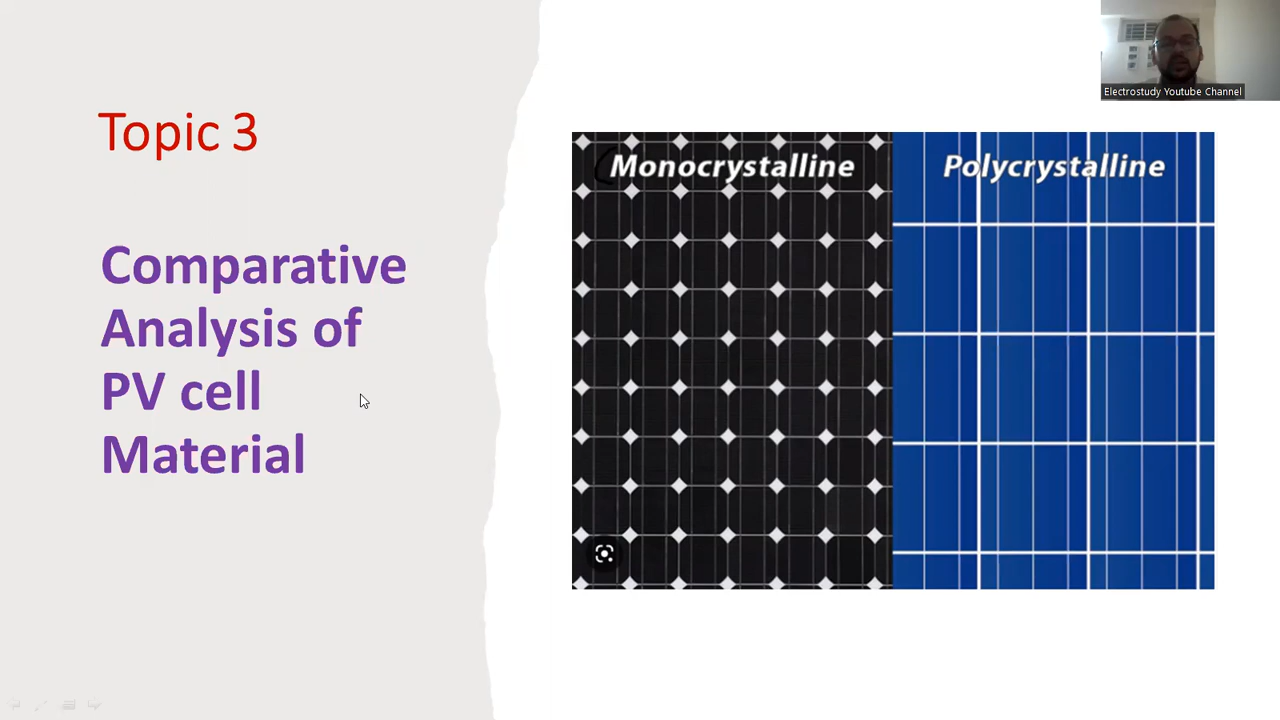 Topic 3
Comparative
Analysis of
PV cell
Material
Monocrystalline
Polycrystalline
Electrostudy Youtube Channel